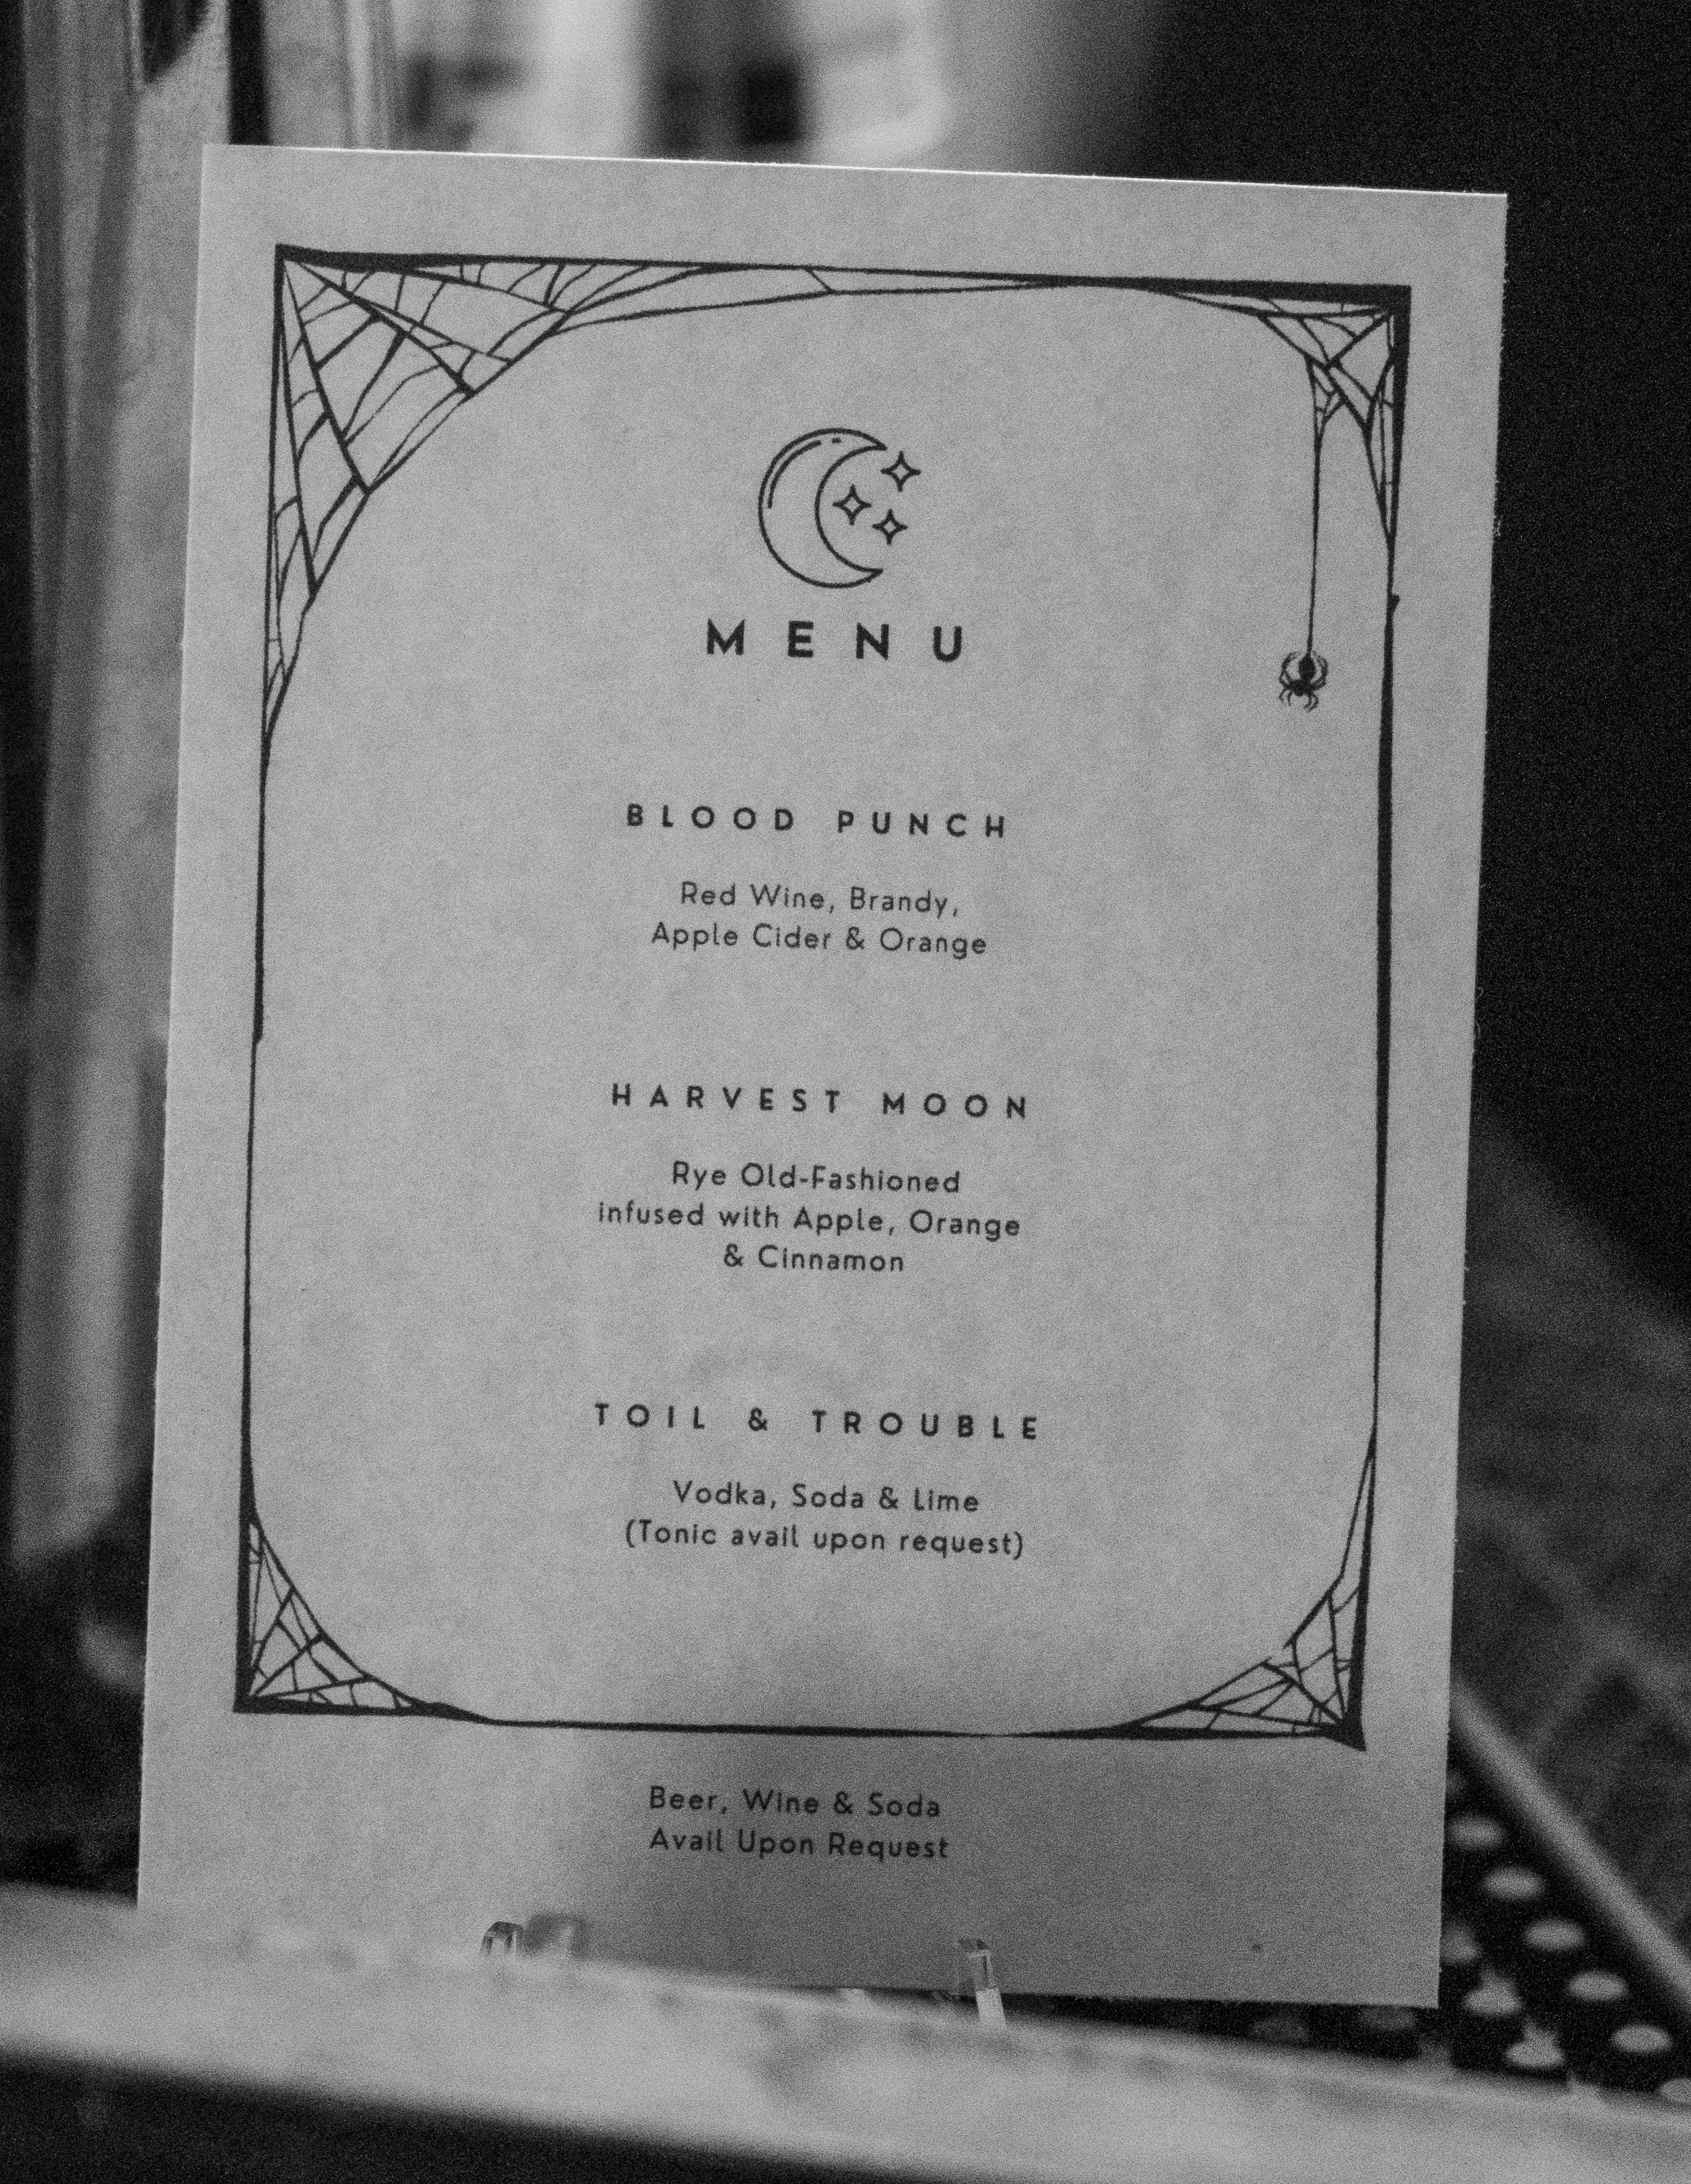 MENU
BLOOD PUNCH
Red Wine, Brandy,
Apple Cider & Orange
HARVEST MOON
Rye Old-Fashioned
infused with Apple, Orange
& Cinnamon
TOIL & TROUBLE
Vodka, Soda & Lime
(Tonic avail upon request)
Beer, Wine & Soda
Avail Upon Request